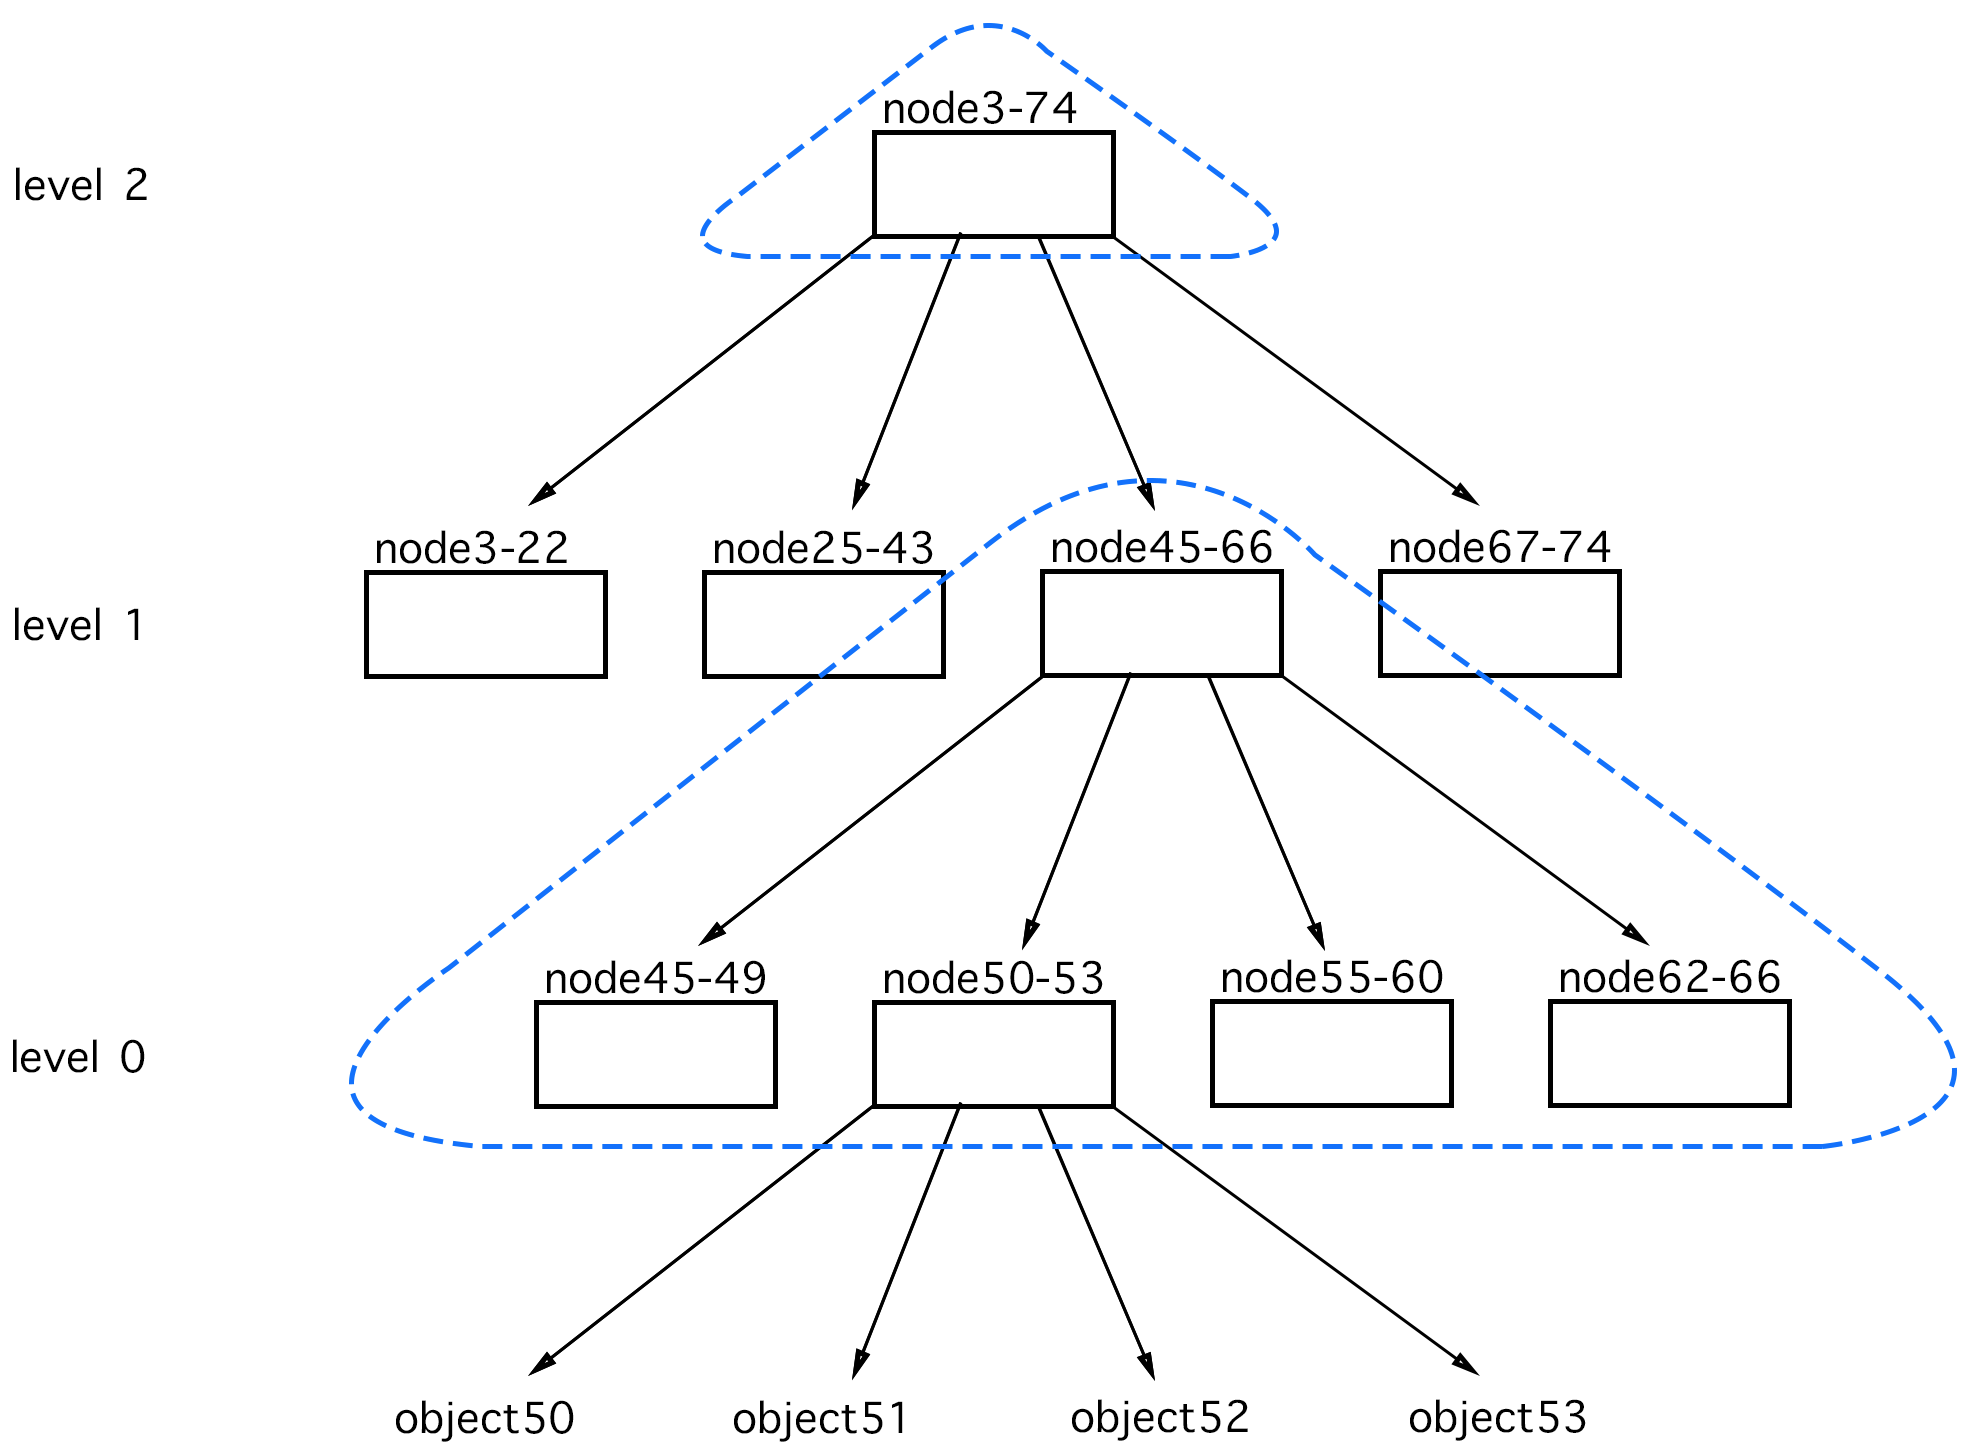 node3-74
level 2
node3-22 node25-43 node45-66 node67-74
level 1
node45-49 node50-53 node55-60 node62-66
level 0
object50 object51 object52 object53